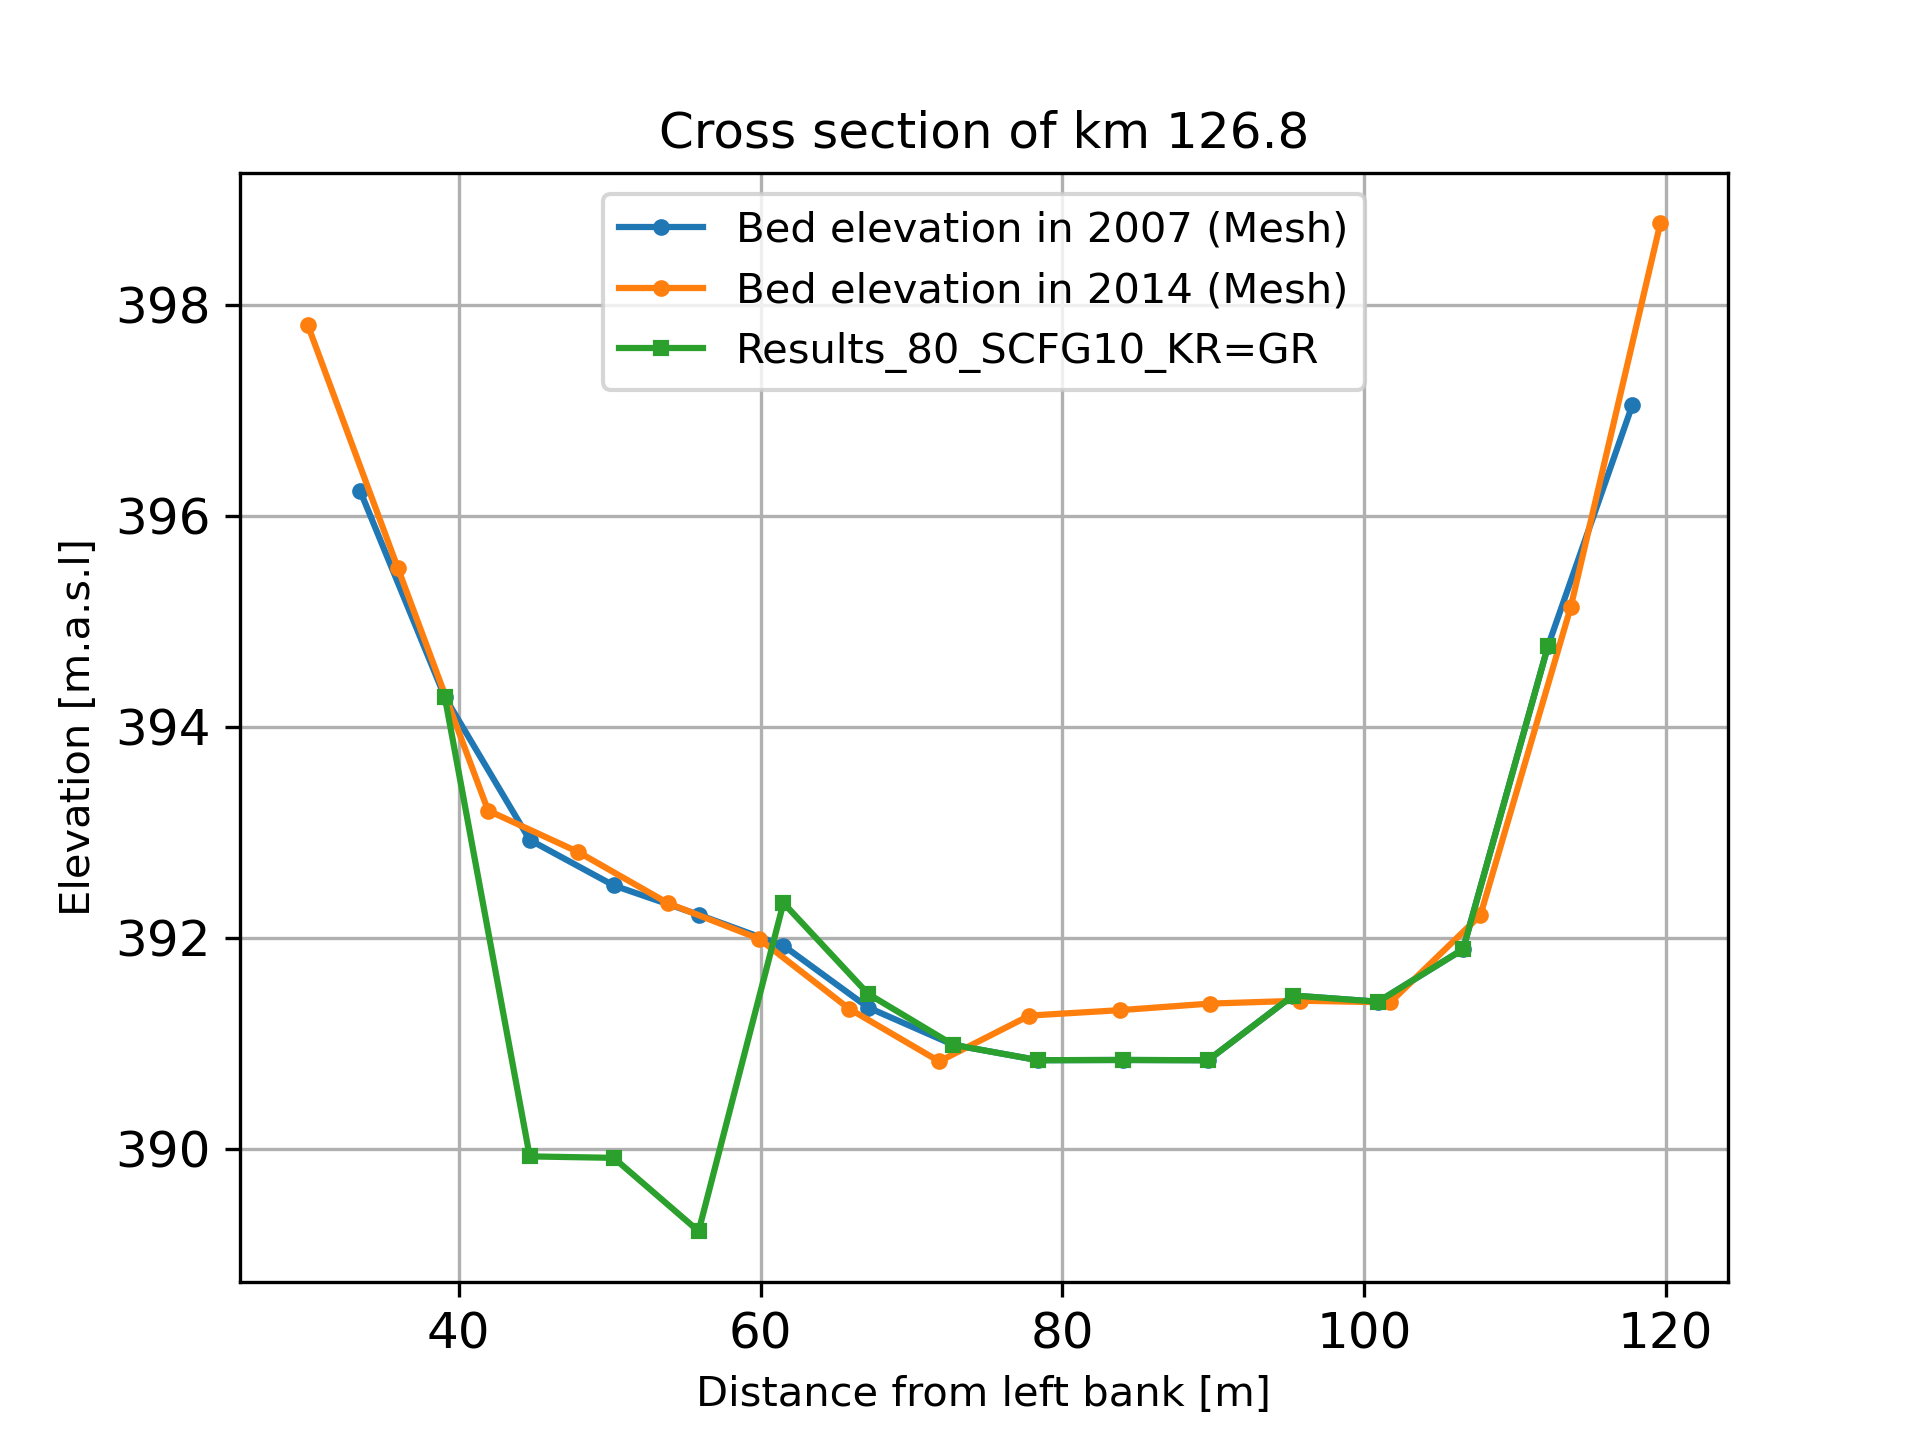 Cross section of km 126.8
Bed elevation in 2007 (Mesh)
Bed elevation in 2014 (Mesh)
Results_80_SCFG10_KR=GR
398
396
394
392
390
Elevation [m.a.s.l]
40 60 80 100 120
Distance from left bank [m]